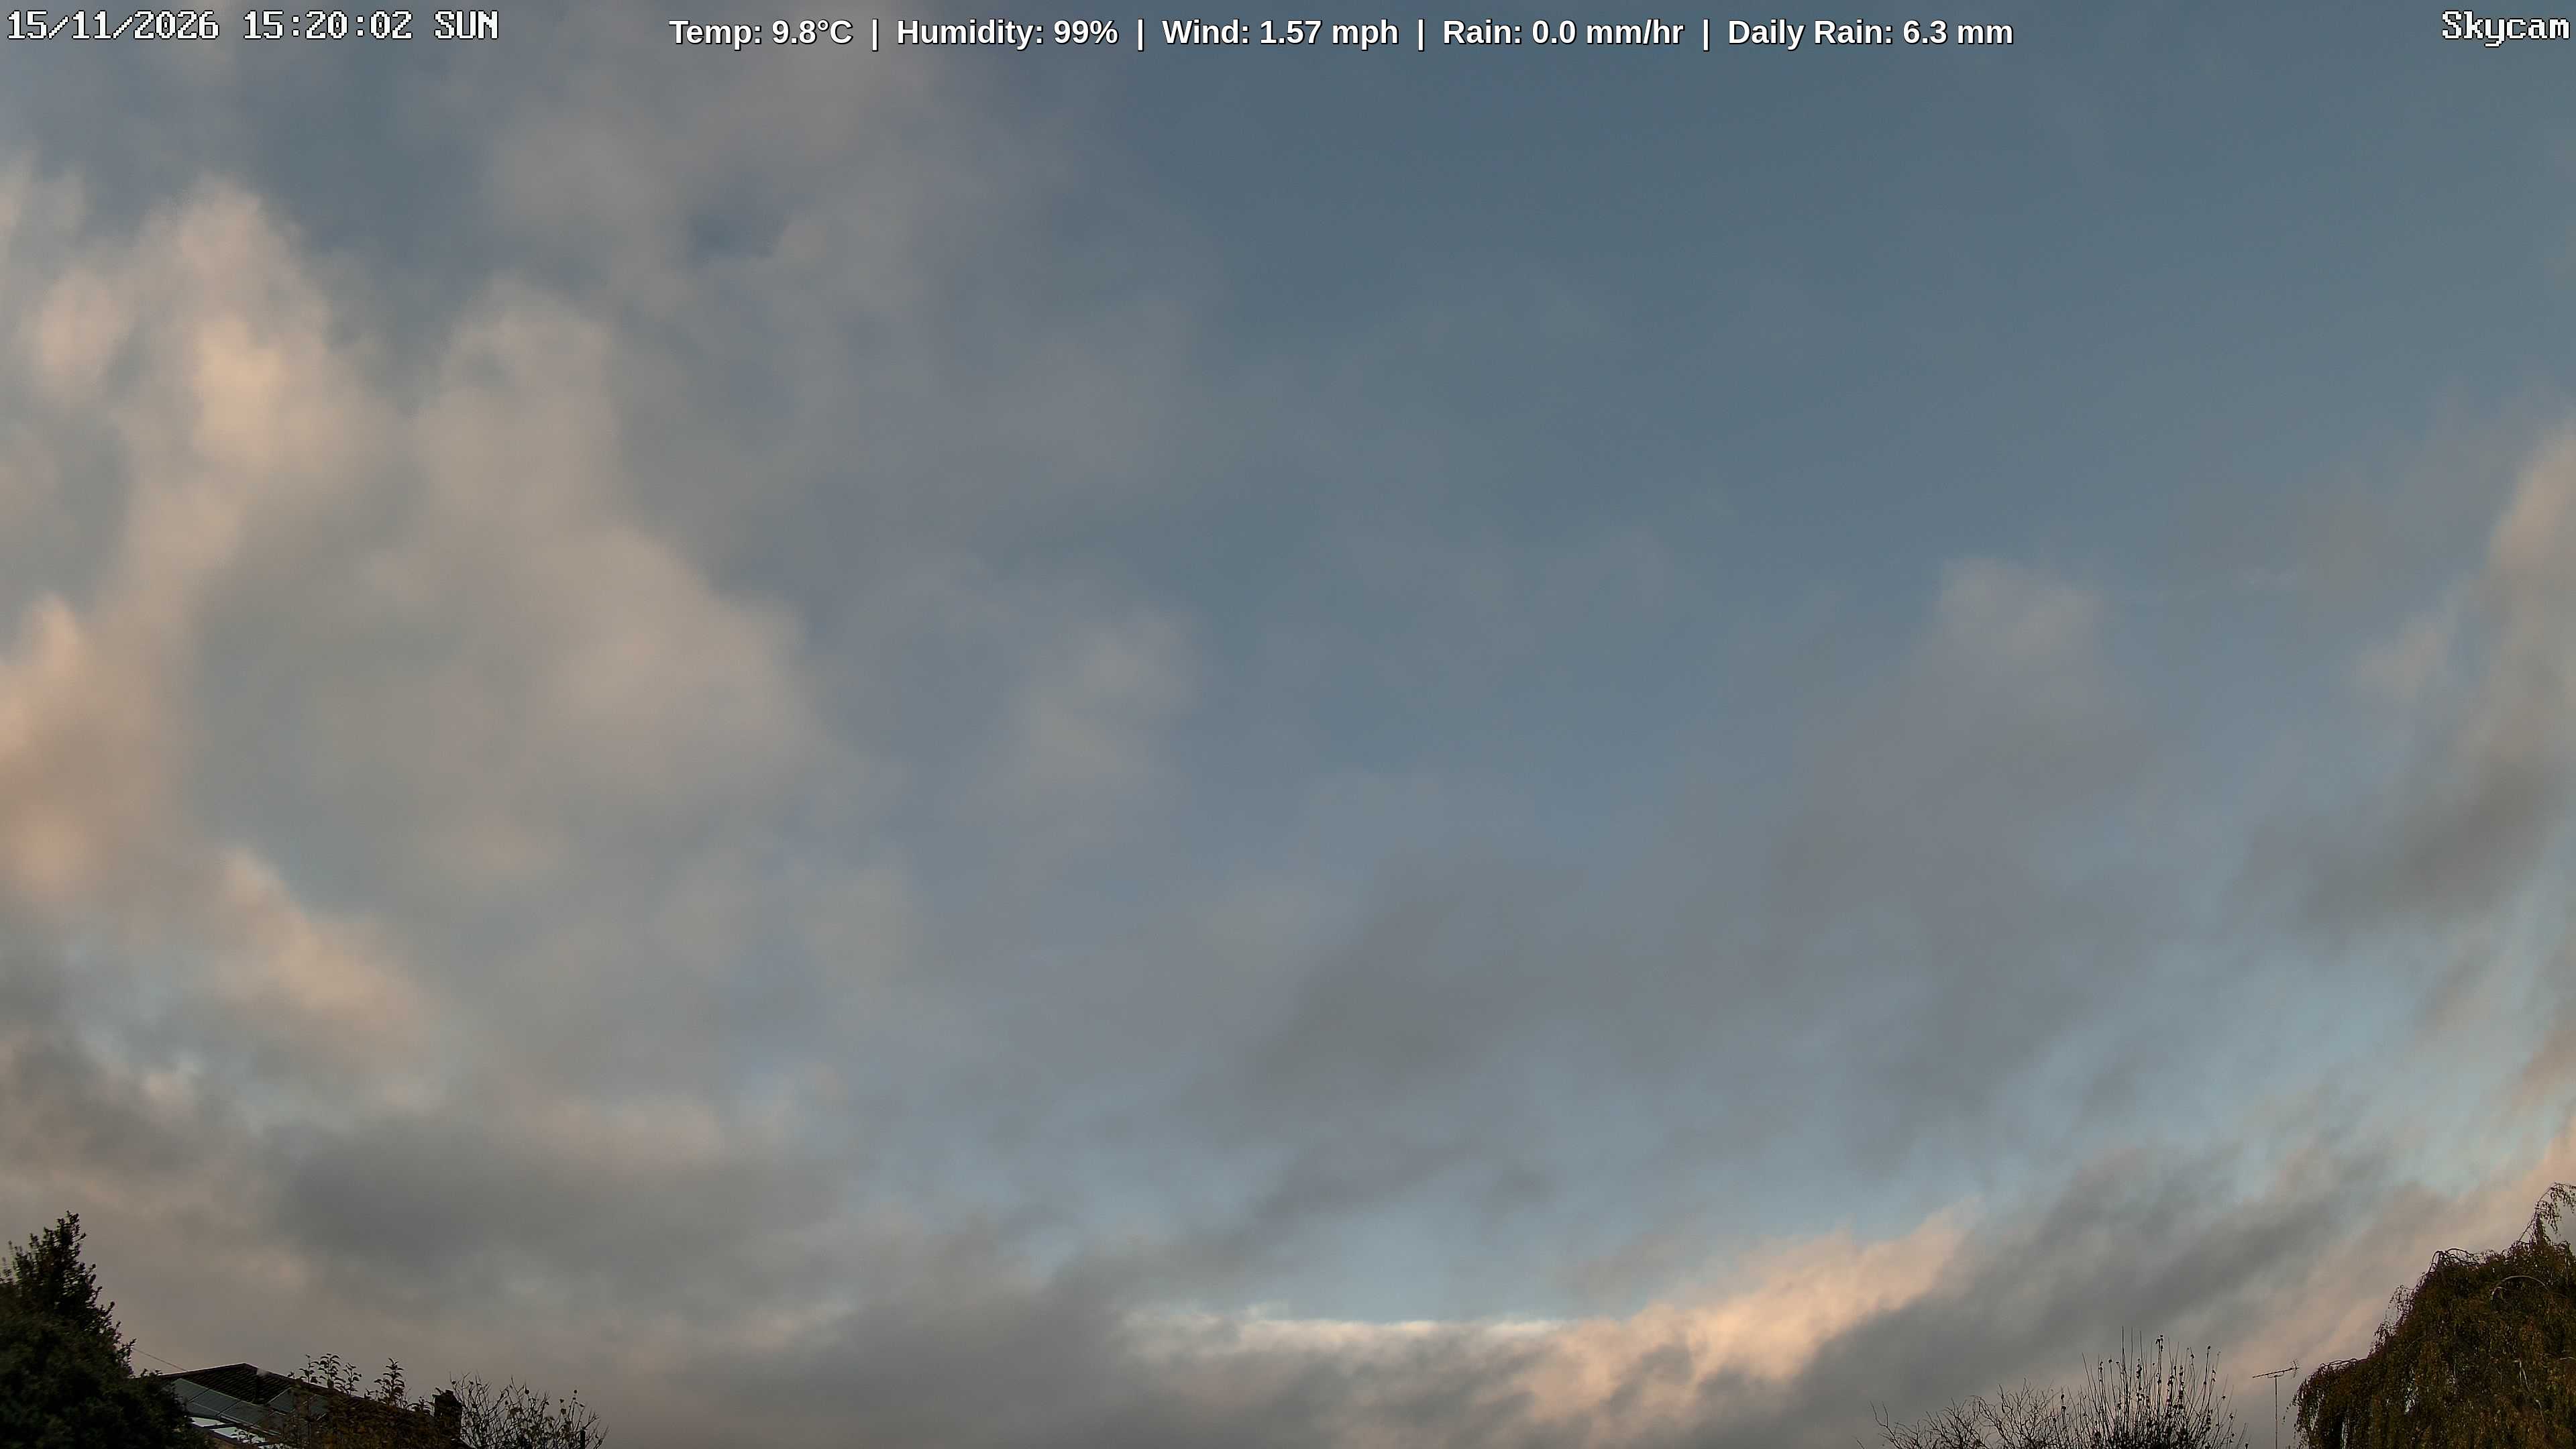 15/11/2026 15:20:02 SUN
Temp: 9.8°C | Humidity: 99% | Wind: 1.57 mph | Rain: 0.0 mm/hr | Daily Rain: 6.3 mm
Skycam